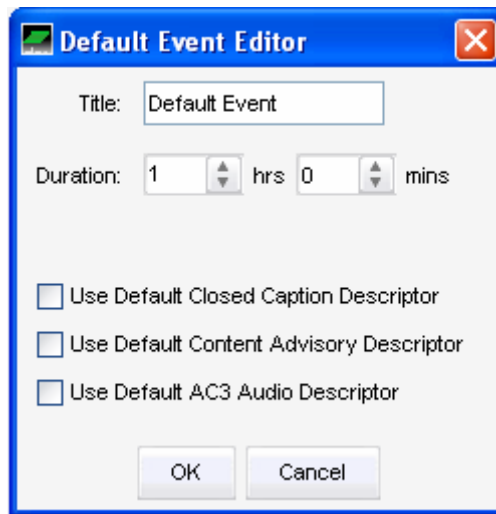 Default Event Editor
Title: Default Event
Duration: 1 hrs 0 mins
Use Default Closed Caption Descriptor
Use Default Content Advisory Descriptor
Use Default AC3 Audio Descriptor
OK Cancel